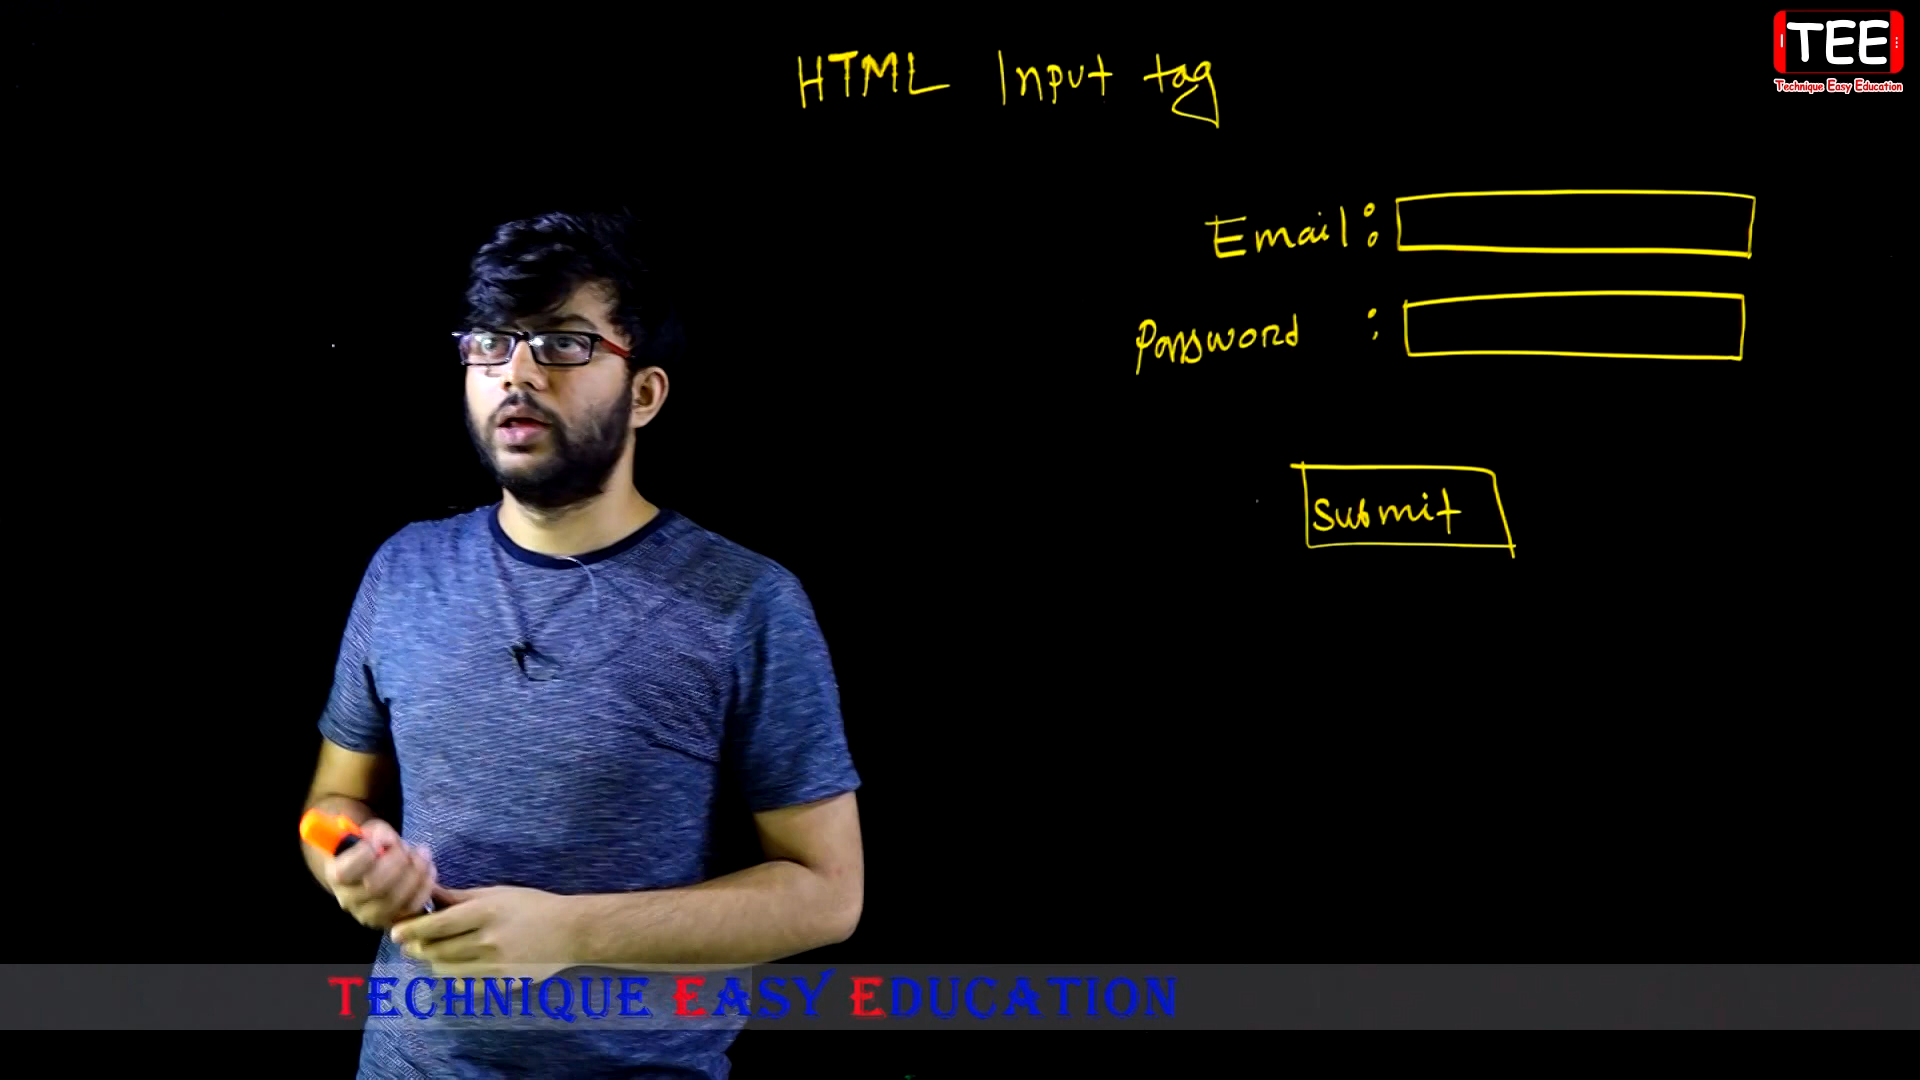 TEE
Technique Easy Education
HTML Input tag
Email :
Password :
Submit
TECHNIQUE EASY EDUCATION